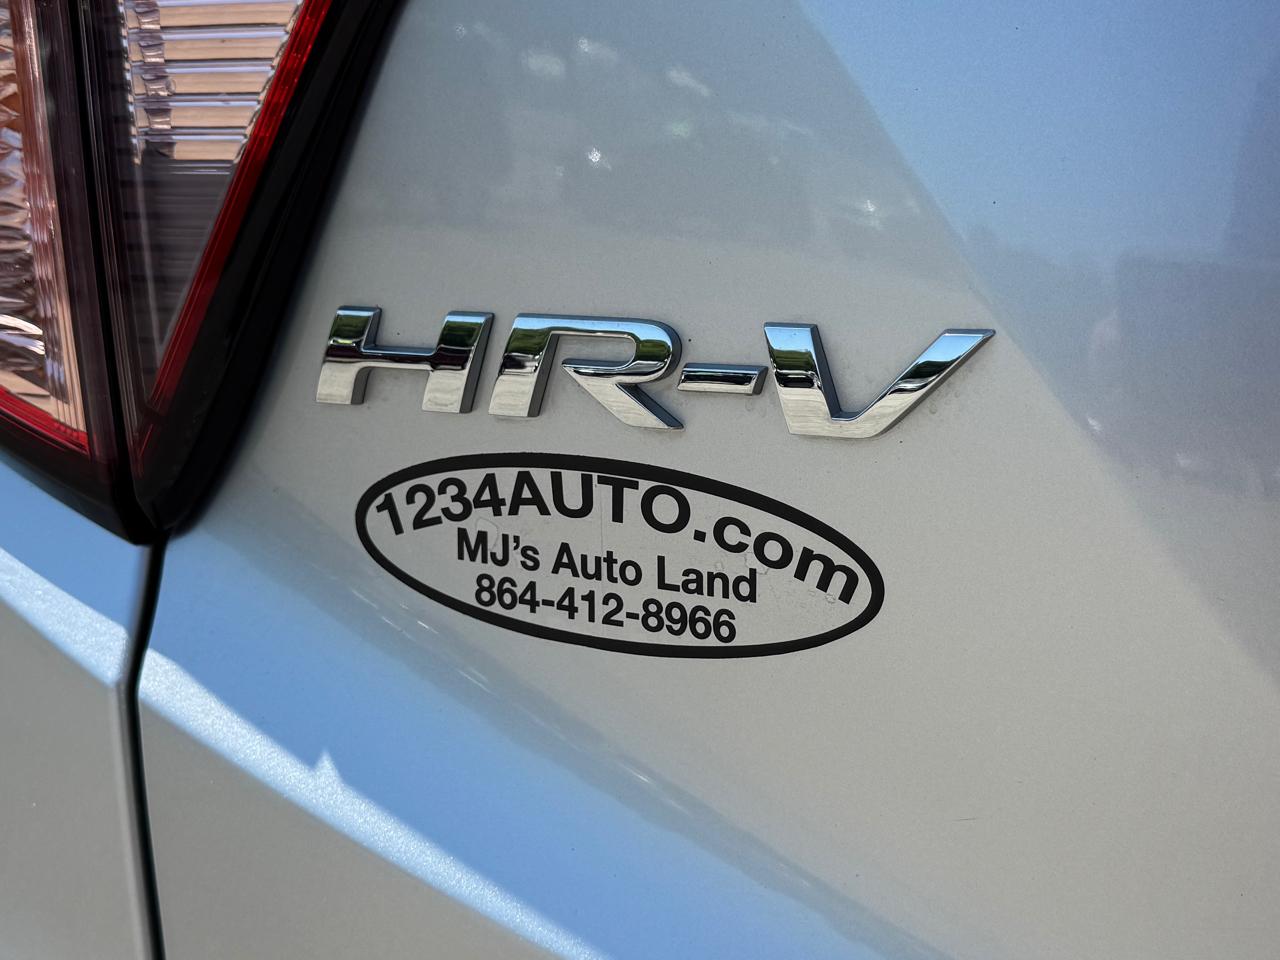 HR-V
1234AUTO.com
MJ's Auto Land
864-412-8966